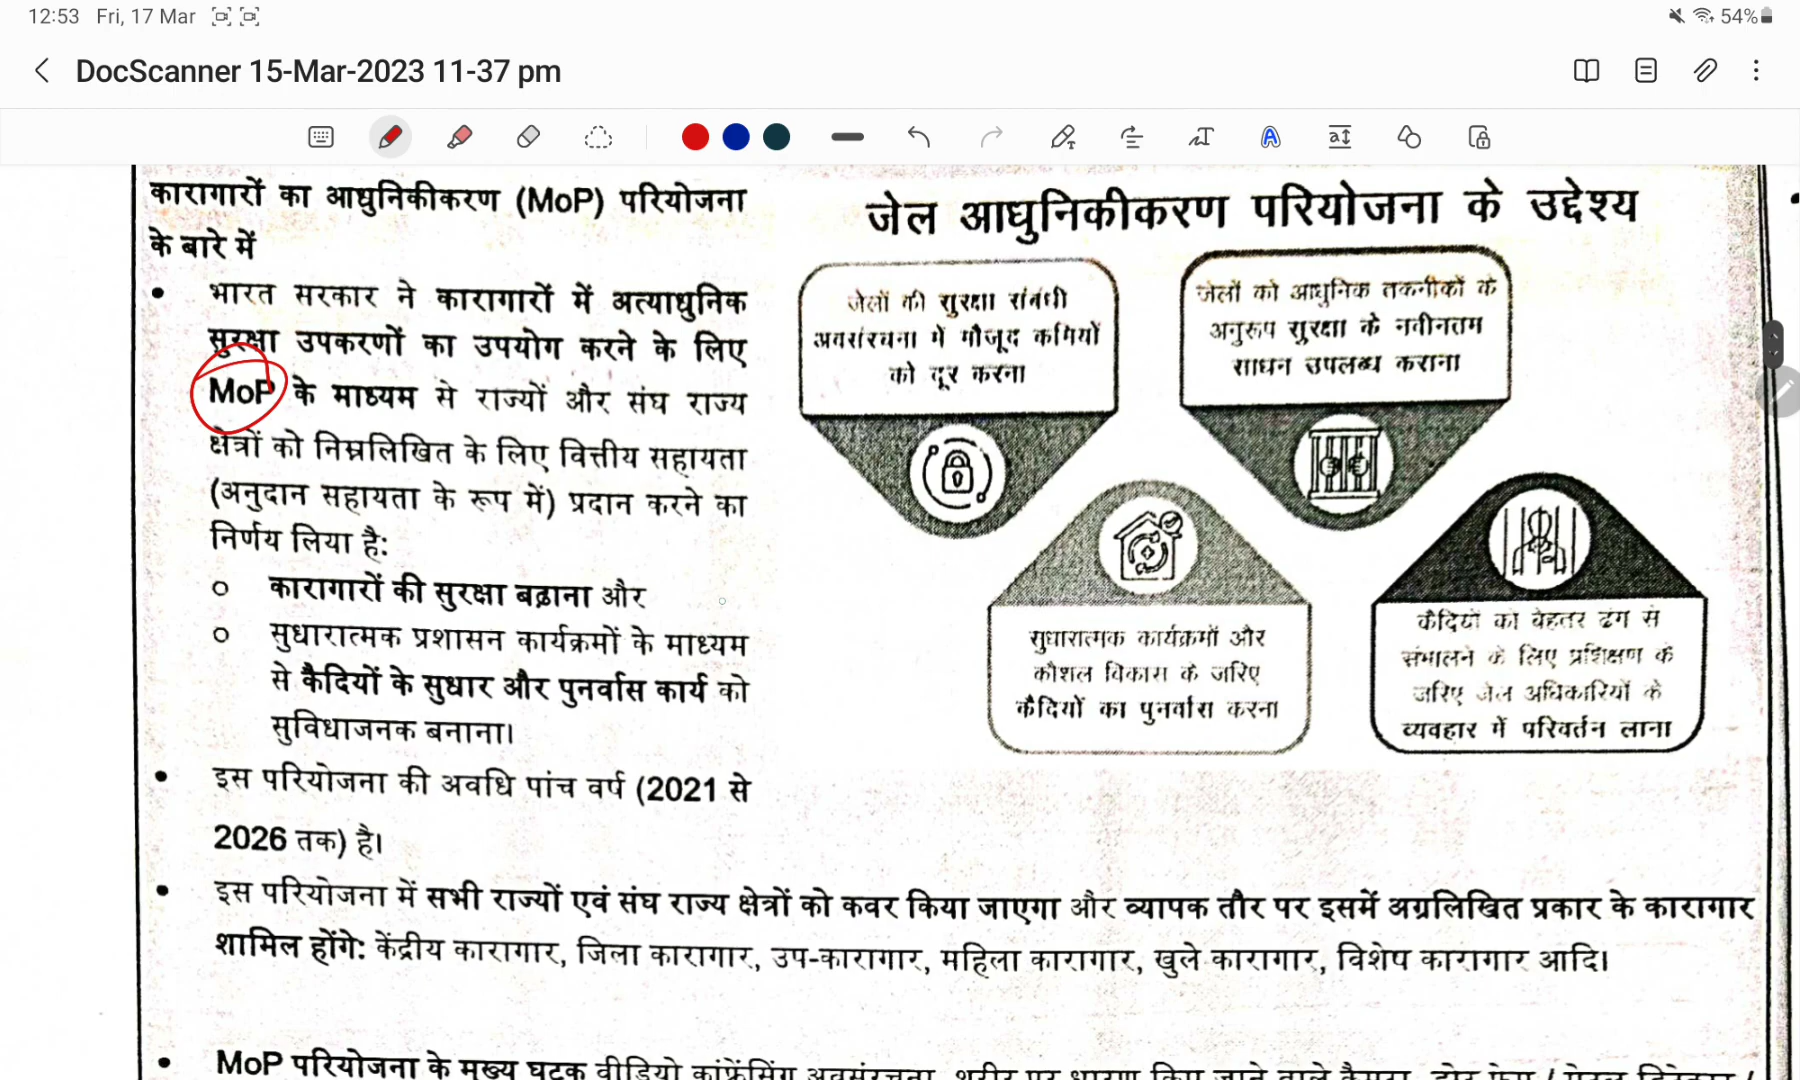 12:53 Fri, 17 Mar
54%
DocScanner 15-Mar-2023 11-37 pm
कारागारों का आधुनिकीकरण (MoP) परियोजना
के बारे में
• भारत सरकार ने कारागारों में अत्याधुनिक
सुरक्षा उपकरणों का उपयोग करने के लिए
MoP के माध्यम से राज्यों और संघ राज्य
क्षेत्रों को निम्नलिखित के लिए वित्तीय सहायता
(अनुदान सहायता के रूप में) प्रदान करने का
निर्णय लिया है:
o कारागारों की सुरक्षा बढ़ाना और
o सुधारात्मक प्रशासन कार्यक्रमों के माध्यम
से कैदियों के सुधार और पुनर्वास कार्य को
सुविधाजनक बनाना।
• इस परियोजना की अवधि पांच वर्ष (2021 से
2026 तक) है।
जेल आधुनिकीकरण परियोजना के उद्देश्य
जेलों की सुरक्षा संबंधी
अवसंरचना में मौजूद कमियों
को दूर करना
जेलों को आधुनिक तकनीकों के
अनुरूप सुरक्षा के नवीनतम
साधन उपलब्ध कराना
सुधारात्मक कार्यक्रमों और
कौशल विकास के जरिए
कैदियों का पुनर्वास करना
कैदियों को बेहतर ढंग से
संभालने के लिए प्रशिक्षण के
जरिए जेल अधिकारियों के
व्यवहार में परिवर्तन लाना
• इस परियोजना में सभी राज्यों एवं संघ राज्य क्षेत्रों को कवर किया जाएगा और व्यापक तौर पर इसमें अग्रलिखित प्रकार के कारागार
शामिल होंगे: केंद्रीय कारागार, जिला कारागार, उप-कारागार, महिला कारागार, खुले कारागार, विशेष कारागार आदि।
• MoP परियोजना के मुख्य घटक वीडियो कांफ्रेंसिंग अवसंरचना, शरीर पर धारण किए जाने वाले कैमरा,